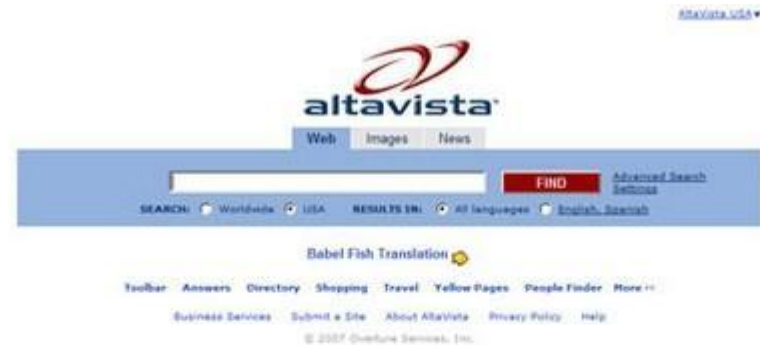 AltaVista USA
altavista
Web Images News
FIND Advanced Search
Settings
SEARCH: Worldwide USA RESULTS IN: All languages English, Spanish
Babel Fish Translation
Toolbar Answers Directory Shopping Travel Yellow Pages People Finder More »
Business Services Submit a Site About AltaVista Privacy Policy Help
© 2007 Overture Services, Inc.